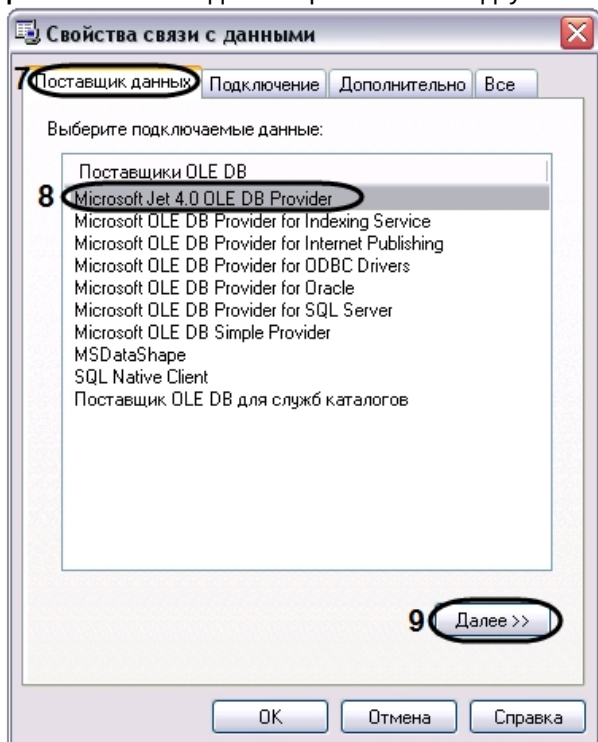 Свойства связи с данными
7 Поставщик данных Подключение Дополнительно Все
Выберите подключаемые данные:
Поставщики OLE DB
8 Microsoft Jet 4.0 OLE DB Provider
Microsoft OLE DB Provider for Indexing Service
Microsoft OLE DB Provider for Internet Publishing
Microsoft OLE DB Provider for ODBC Drivers
Microsoft OLE DB Provider for Oracle
Microsoft OLE DB Provider for SQL Server
Microsoft OLE DB Simple Provider
MSDataShape
SQL Native Client
Поставщик OLE DB для служб каталогов
9 Далее >>
OK Отмена Справка